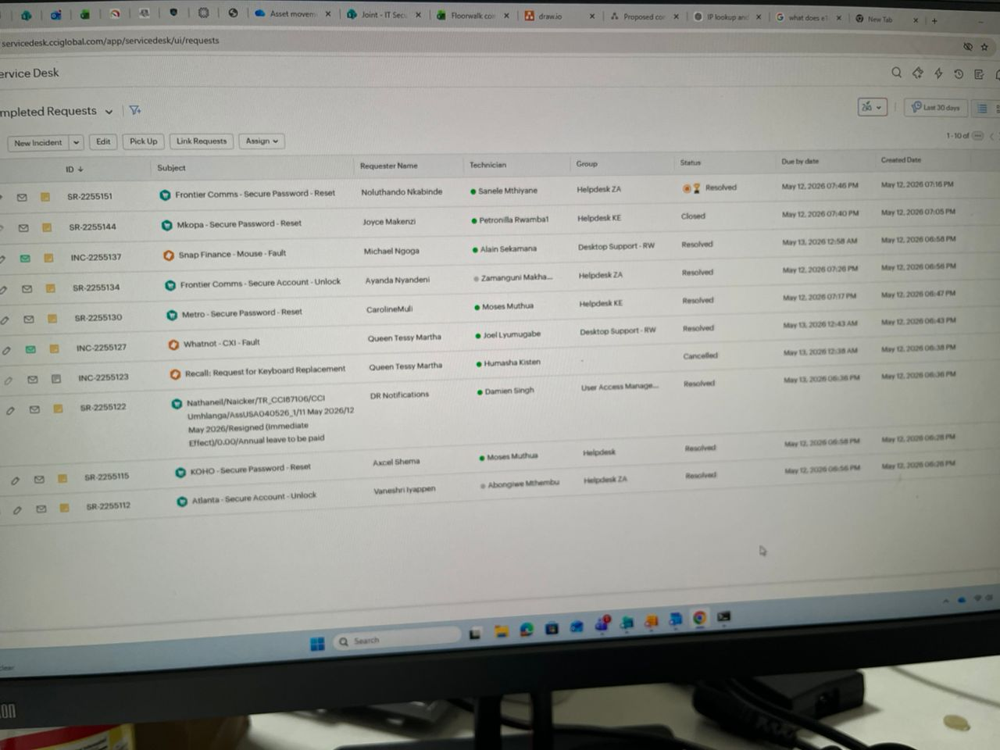 Asset movem
Joint - IT Secu
Floorwalk co
draw.io
Proposed co
IP lookup and
what does e
New Tab
servicedesk.cciglobal.com/app/servicedesk/ui/requests
ervice Desk
mpleted Requests
Last 30 days
New Incident
Edit
Pick Up
Link Requests
Assign
1-10 of
ID Subject Requester Name Technician Group Status Due by date Created Date
SR-2255151 Frontier Comms - Secure Password - Reset Noluthando Nkabinde Sanele Mthiyane Helpdesk ZA Resolved May 12, 2026 07:46 PM May 12, 2026 07:16 PM
SR-2255144 Mkopa - Secure Password - Reset Joyce Makenzi Petronilla Rwamba1 Helpdesk KE Closed May 12, 2026 07:40 PM May 12, 2026 07:05 PM
INC-2255137 Snap Finance - Mouse - Fault Michael Ngoga Alain Sekamana Desktop Support - RW Resolved May 13, 2026 12:58 AM May 12, 2026 06:58 PM
SR-2255134 Frontier Comms - Secure Account - Unlock Ayanda Nyandeni Zamanguni Makha... Helpdesk ZA Resolved May 12, 2026 07:26 PM May 12, 2026 06:56 PM
SR-2255130 Metro - Secure Password - Reset CarolineMuli Moses Muthua Helpdesk KE Resolved May 12, 2026 07:17 PM May 12, 2026 06:47 PM
INC-2255127 Whatnot - CXI - Fault Queen Tessy Martha Joel Lyumugabe Desktop Support - RW Resolved May 13, 2026 12:43 AM May 12, 2026 06:43 PM
INC-2255123 Recall: Request for Keyboard Replacement Queen Tessy Martha Humasha Kisten - Cancelled May 13, 2026 12:38 AM May 12, 2026 06:38 PM
SR-2255122 Nathaneil/Naicker/TR_CCI87106/CCI DR Notifications Damien Singh User Access Manage... Resolved May 13, 2026 06:36 PM May 12, 2026 06:36 PM
Umhlanga/AssUSA040526_1/11 May 2026/12
May 2026/Resigned (Immediate
Effect)/0.00/Annual leave to be paid
SR-2255115 KOHO - Secure Password - Reset Axcel Shema Moses Muthua Helpdesk Resolved May 12, 2026 06:58 PM May 12, 2026 06:28 PM
SR-2255112 Atlanta - Secure Account - Unlock Vaneshri Iyappen Abongiwe Mthembu Helpdesk ZA Resolved May 12, 2026 06:56 PM May 12, 2026 06:26 PM
Search
clear